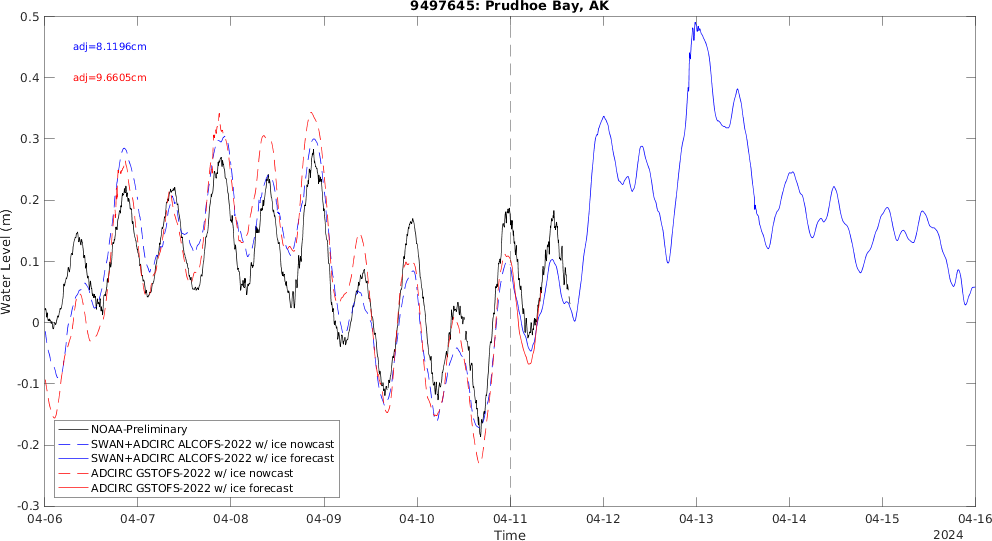 9497645: Prudhoe Bay, AK
adj=8.1196cm
adj=9.6605cm
0.5
0.4
0.3
0.2
0.1
0
-0.1
-0.2
-0.3
Water Level (m)
NOAA-Preliminary
SWAN+ADCIRC ALCOFS-2022 w/ ice nowcast
SWAN+ADCIRC ALCOFS-2022 w/ ice forecast
ADCIRC GSTOFS-2022 w/ ice nowcast
ADCIRC GSTOFS-2022 w/ ice forecast
04-06 04-07 04-08 04-09 04-10 04-11 04-12 04-13 04-14 04-15 04-16
Time
2024